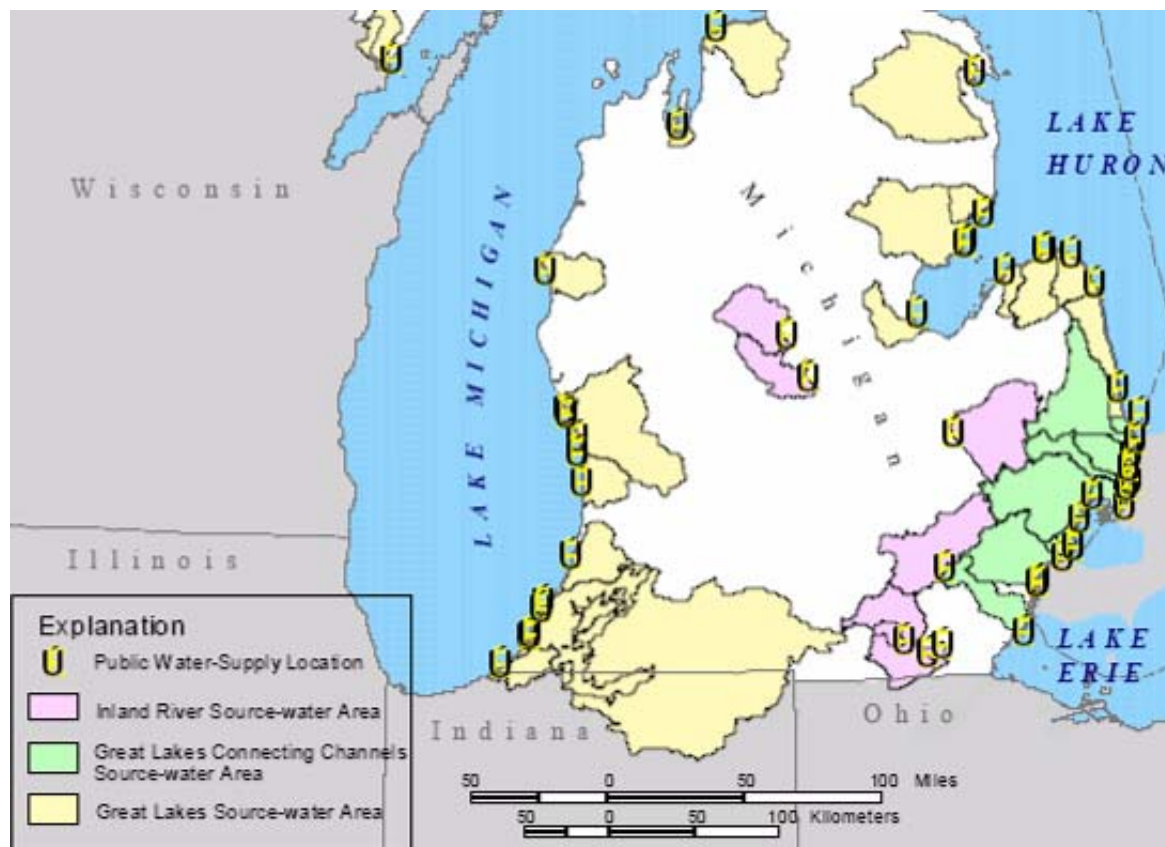 LAKE
HURON
Wisconsin
Michigan
LAKE MICHIGAN
Illinois
Explanation
Public Water-Supply Location
Inland River Source-water Area
Great Lakes Connecting Channels
Source-water Area
Great Lakes Source-water Area
LAKE
ERIE
Indiana
Ohio
50 0 50 100 Miles
50 0 50 100 Kilometers